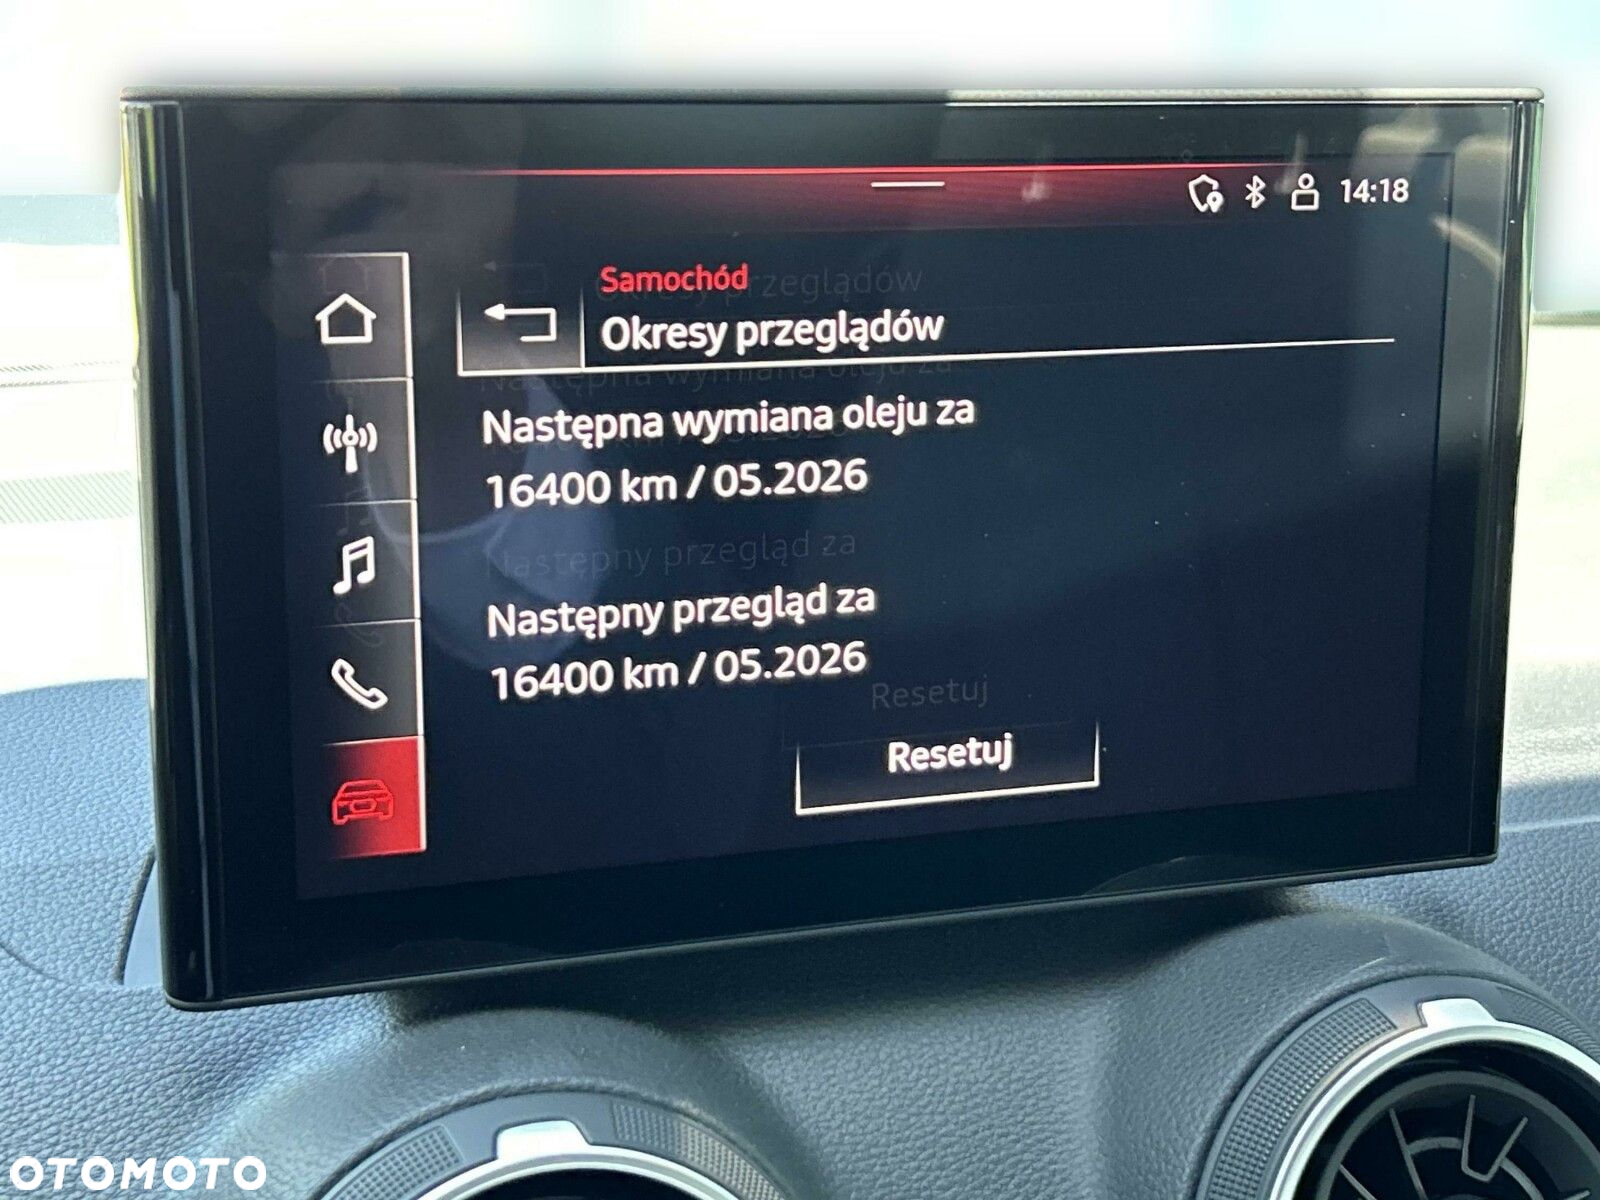 14:18
Samochód
Okresy przeglądów
Następna wymiana oleju za
16400 km / 05.2026
Następny przegląd za
16400 km / 05.2026
Resetuj
OTOMOTO